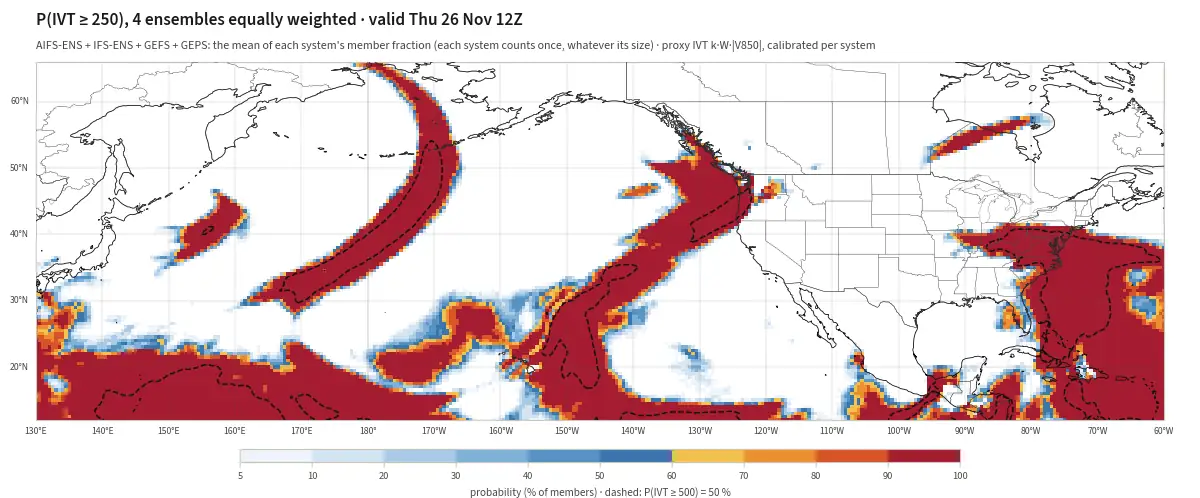 P(IVT ≥ 250), 4 ensembles equally weighted · valid Thu 26 Nov 12Z
AIFS-ENS + IFS-ENS + GEFS + GEPS: the mean of each system's member fraction (each system counts once, whatever its size) · proxy IVT k·W·|V850|, calibrated per system
60°N
50°N
40°N
30°N
20°N
130°E 140°E 150°E 160°E 170°E 180° 170°W 160°W 150°W 140°W 130°W 120°W 110°W 100°W 90°W 80°W 70°W 60°W
5 10 20 30 40 50 60 70 80 90 100
probability (% of members) · dashed: P(IVT ≥ 500) = 50 %